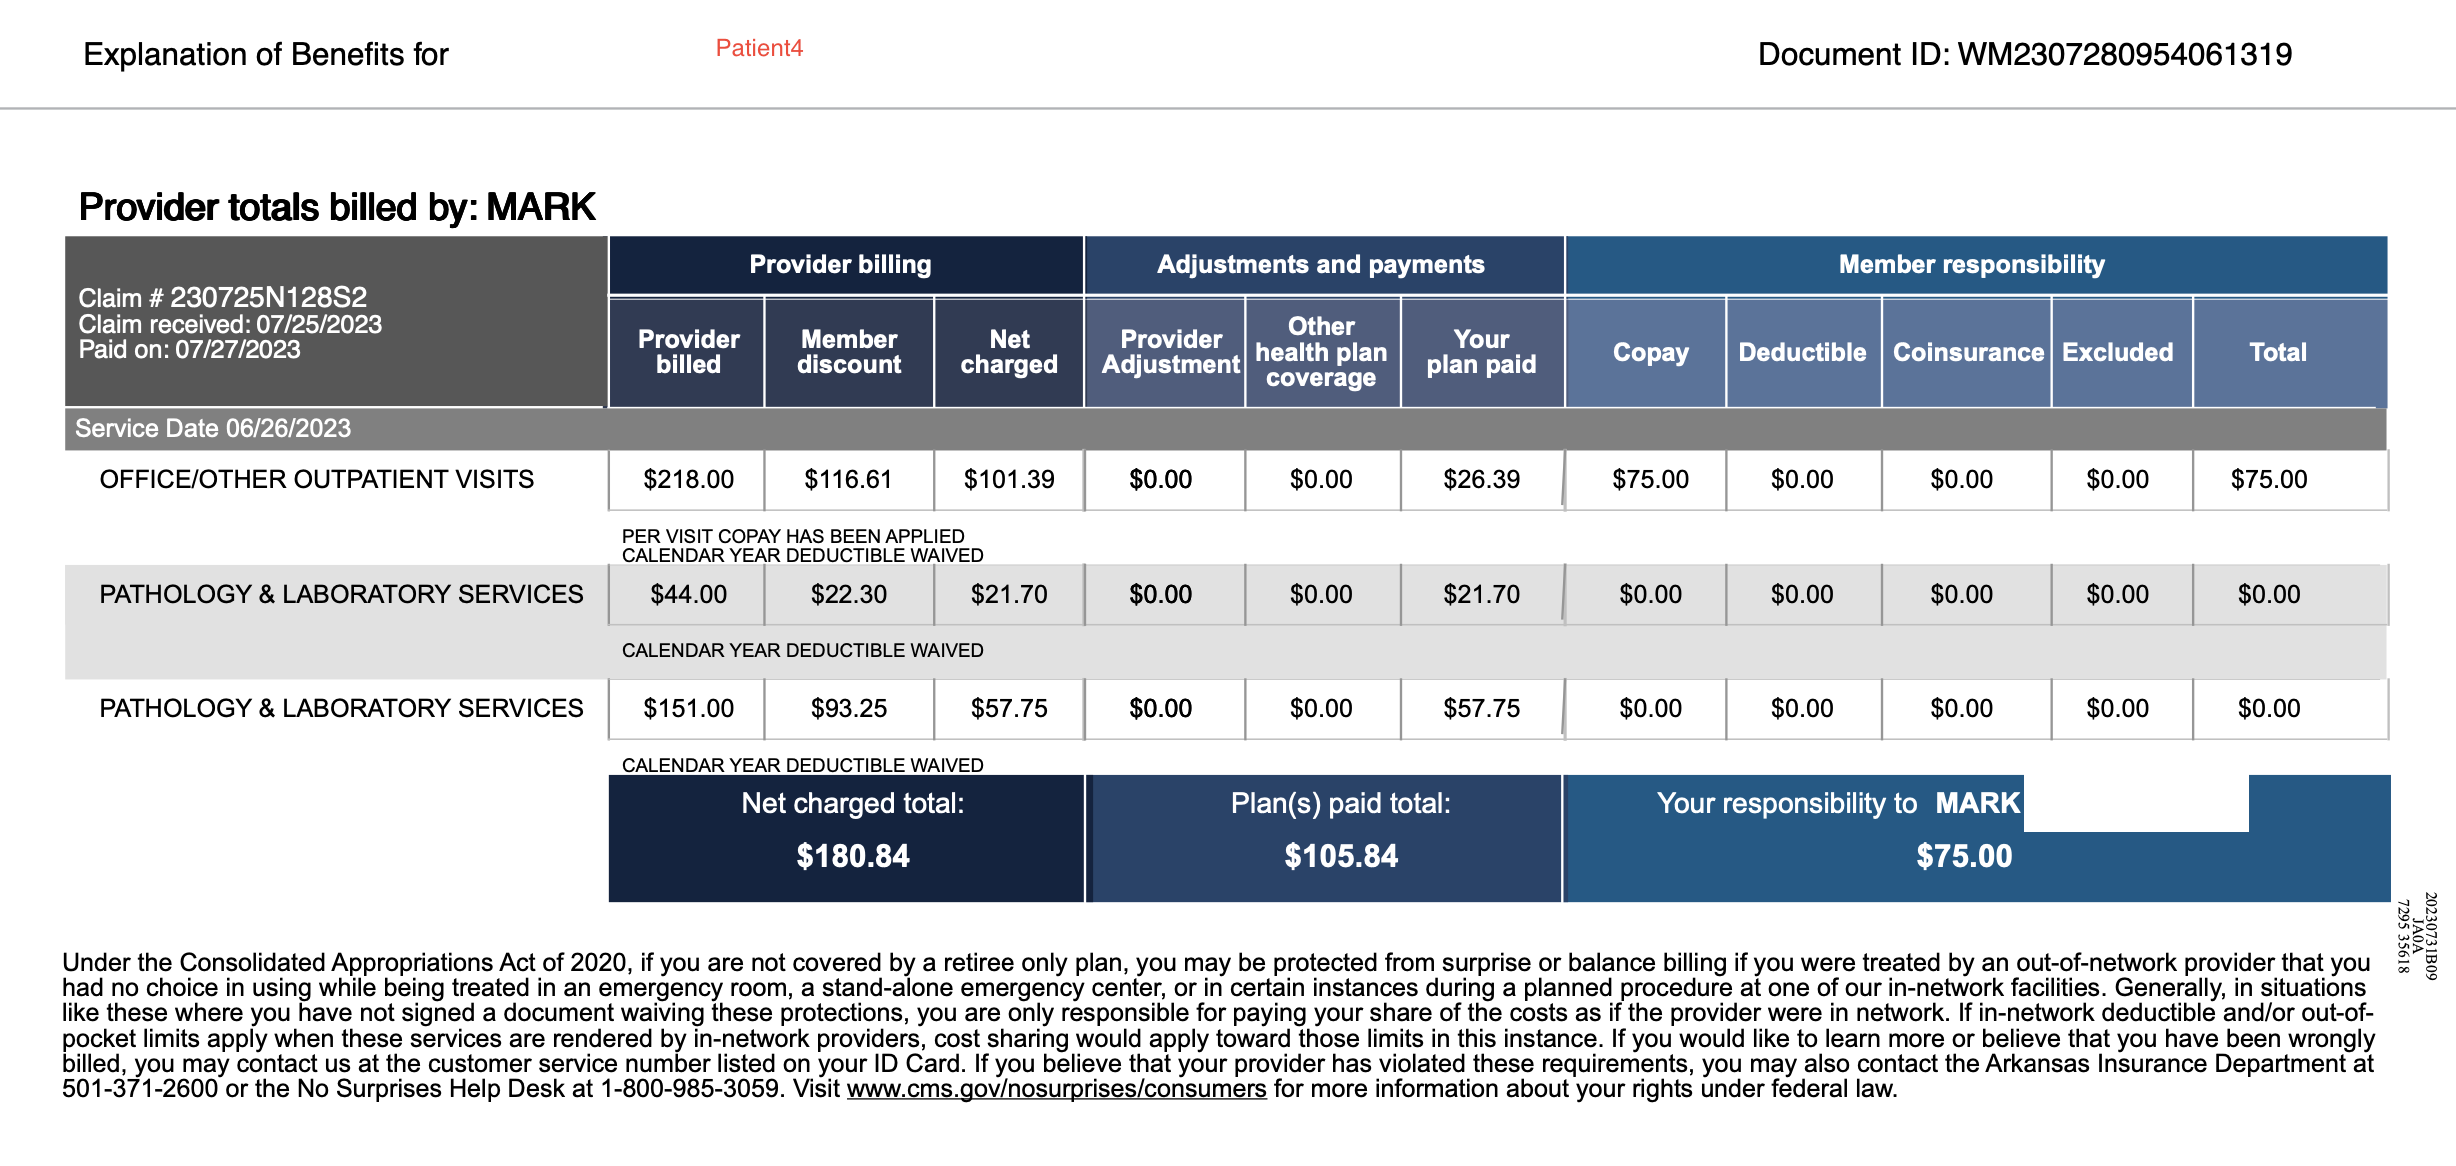 Explanation of Benefits for
Patient4
Document ID: WM2307280954061319
Provider totals billed by: MARK
Claim # 230725N128S2
Claim received: 07/25/2023
Paid on: 07/27/2023
Provider billing
Adjustments and payments
Member responsibility
Provider billed
Member discount
Net charged
Provider Adjustment
Other health plan coverage
Your plan paid
Copay
Deductible
Coinsurance
Excluded
Total
Service Date 06/26/2023
OFFICE/OTHER OUTPATIENT VISITS $218.00 $116.61 $101.39 $0.00 $0.00 $26.39 $75.00 $0.00 $0.00 $0.00 $75.00
PER VISIT COPAY HAS BEEN APPLIED
CALENDAR YEAR DEDUCTIBLE WAIVED
PATHOLOGY & LABORATORY SERVICES $44.00 $22.30 $21.70 $0.00 $0.00 $21.70 $0.00 $0.00 $0.00 $0.00 $0.00
CALENDAR YEAR DEDUCTIBLE WAIVED
PATHOLOGY & LABORATORY SERVICES $151.00 $93.25 $57.75 $0.00 $0.00 $57.75 $0.00 $0.00 $0.00 $0.00 $0.00
CALENDAR YEAR DEDUCTIBLE WAIVED
Net charged total:
$180.84
Plan(s) paid total:
$105.84
Your responsibility to MARK
$75.00
20230731B09
JA0A
7295 35618
Under the Consolidated Appropriations Act of 2020, if you are not covered by a retiree only plan, you may be protected from surprise or balance billing if you were treated by an out-of-network provider that you
had no choice in using while being treated in an emergency room, a stand-alone emergency center, or in certain instances during a planned procedure at one of our in-network facilities. Generally, in situations
like these where you have not signed a document waiving these protections, you are only responsible for paying your share of the costs as if the provider were in network. If in-network deductible and/or out-of-
pocket limits apply when these services are rendered by in-network providers, cost sharing would apply toward those limits in this instance. If you would like to learn more or believe that you have been wrongly
billed, you may contact us at the customer service number listed on your ID Card. If you believe that your provider has violated these requirements, you may also contact the Arkansas Insurance Department at
501-371-2600 or the No Surprises Help Desk at 1-800-985-3059. Visit www.cms.gov/nosurprises/consumers for more information about your rights under federal law.